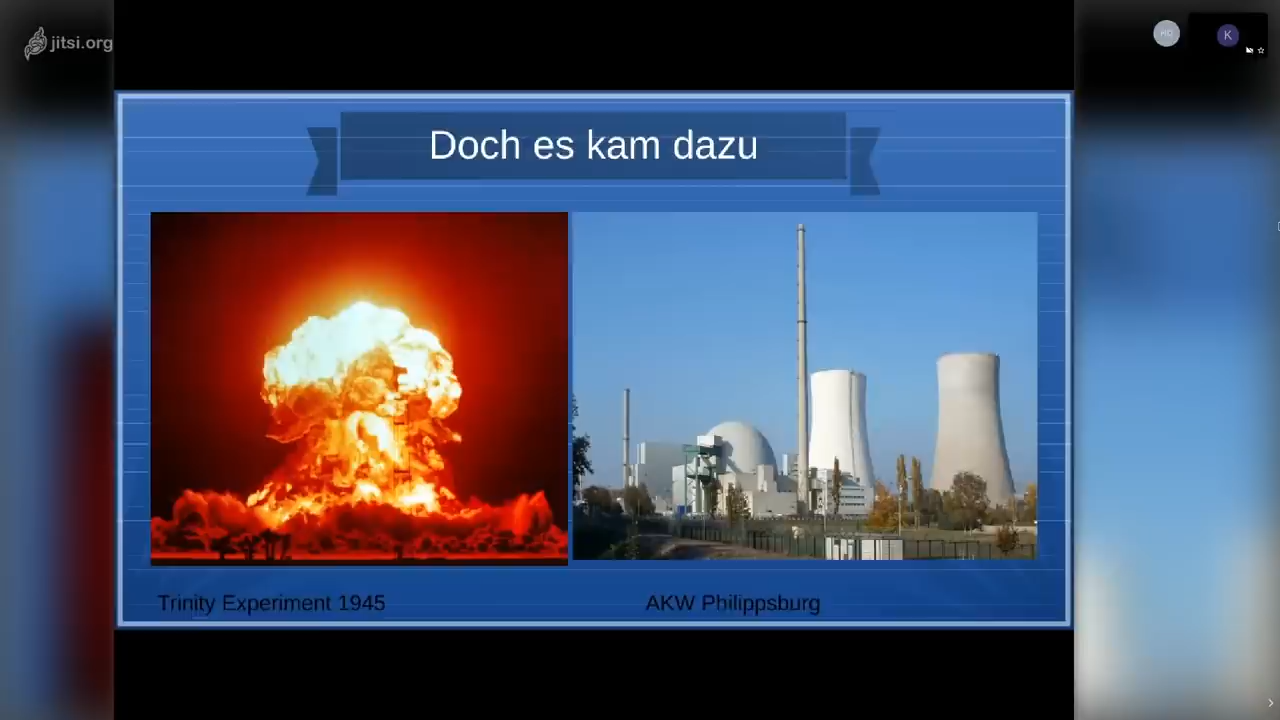 jitsi.org
K
Doch es kam dazu
Trinity Experiment 1945
AKW Philippsburg